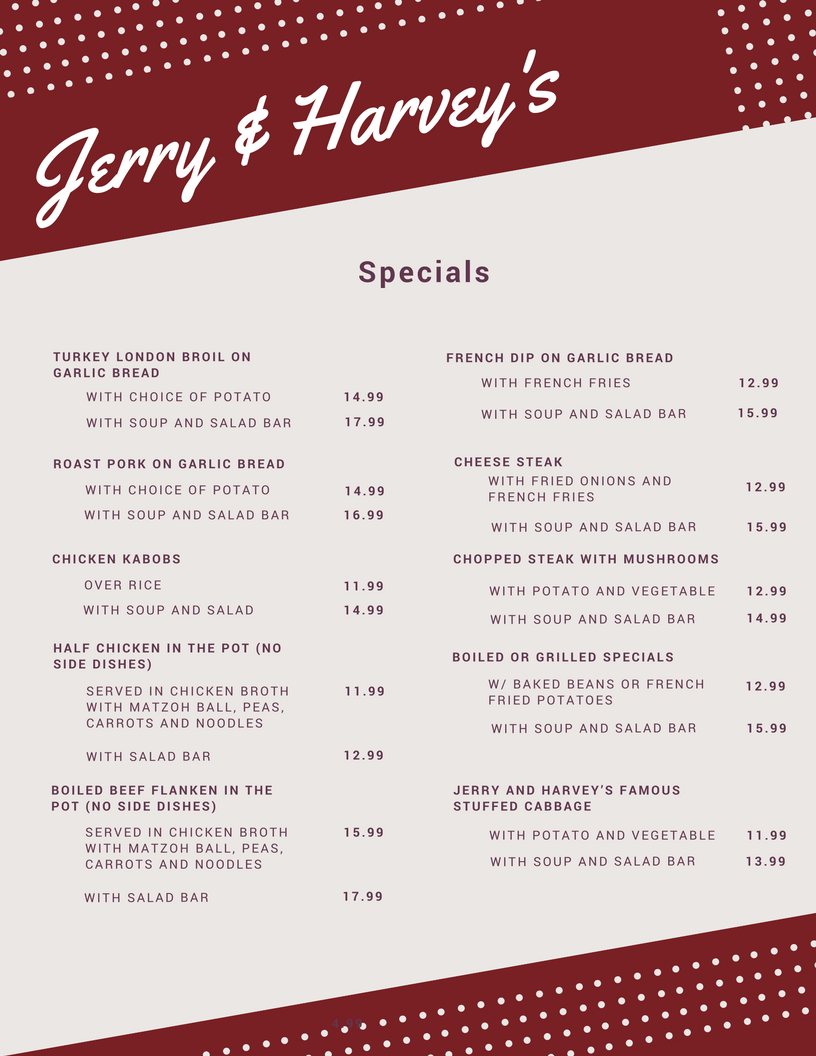 Jerry & Harvey's
Specials
TURKEY LONDON BROIL ON
GARLIC BREAD
WITH CHOICE OF POTATO 14.99
WITH SOUP AND SALAD BAR 17.99
ROAST PORK ON GARLIC BREAD
WITH CHOICE OF POTATO 14.99
WITH SOUP AND SALAD BAR 16.99
CHICKEN KABOBS
OVER RICE 11.99
WITH SOUP AND SALAD 14.99
HALF CHICKEN IN THE POT (NO
SIDE DISHES)
SERVED IN CHICKEN BROTH 11.99
WITH MATZOH BALL, PEAS,
CARROTS AND NOODLES
WITH SALAD BAR 12.99
BOILED BEEF FLANKEN IN THE
POT (NO SIDE DISHES)
SERVED IN CHICKEN BROTH 15.99
WITH MATZOH BALL, PEAS,
CARROTS AND NOODLES
WITH SALAD BAR 17.99
FRENCH DIP ON GARLIC BREAD
WITH FRENCH FRIES 12.99
WITH SOUP AND SALAD BAR 15.99
CHEESE STEAK
WITH FRIED ONIONS AND
FRENCH FRIES 12.99
WITH SOUP AND SALAD BAR 15.99
CHOPPED STEAK WITH MUSHROOMS
WITH POTATO AND VEGETABLE 12.99
WITH SOUP AND SALAD BAR 14.99
BOILED OR GRILLED SPECIALS
W/ BAKED BEANS OR FRENCH 12.99
FRIED POTATOES
WITH SOUP AND SALAD BAR 15.99
JERRY AND HARVEY'S FAMOUS
STUFFED CABBAGE
WITH POTATO AND VEGETABLE 11.99
WITH SOUP AND SALAD BAR 13.99
4.99